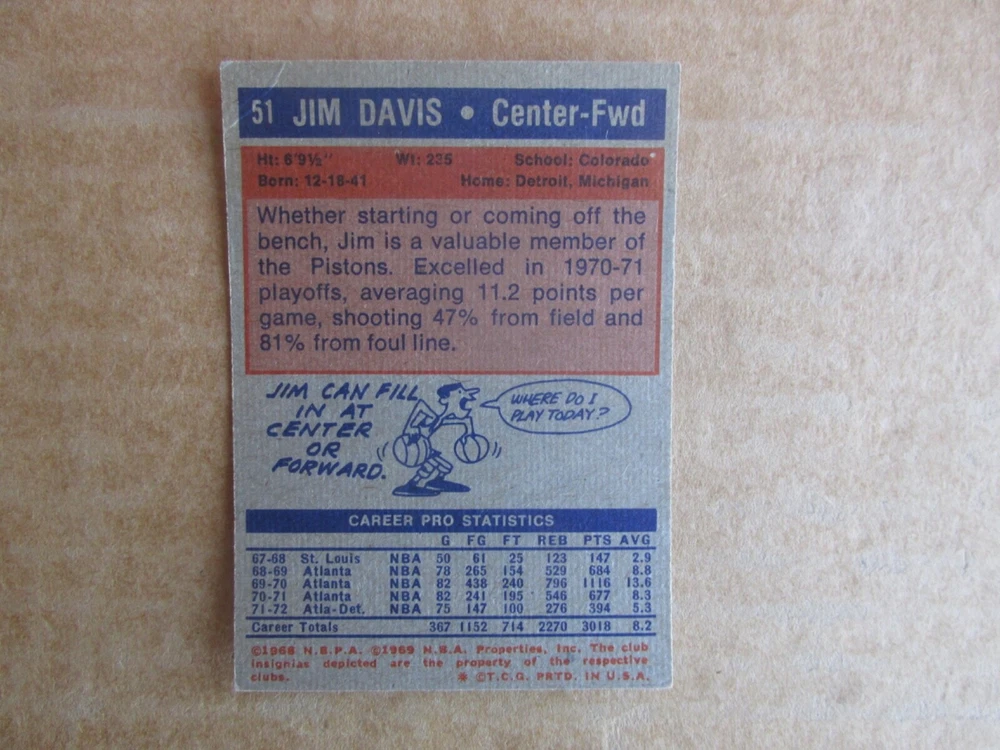 51 JIM DAVIS • Center-Fwd
Ht: 6'9½" Wt: 235 School: Colorado
Born: 12-18-41 Home: Detroit, Michigan
Whether starting or coming off the
bench, Jim is a valuable member of
the Pistons. Excelled in 1970-71
playoffs, averaging 11.2 points per
game, shooting 47% from field and
81% from foul line.
JIM CAN FILL
IN AT
CENTER
OR
FORWARD.
WHERE DO I
PLAY TODAY?
CAREER PRO STATISTICS
G FG FT REB PTS AVG
67-68 St. Louis NBA 50 61 25 123 147 2.9
68-69 Atlanta NBA 78 265 154 529 684 8.8
69-70 Atlanta NBA 82 438 240 796 1116 13.6
70-71 Atlanta NBA 82 241 195 546 677 8.3
71-72 Atla-Det. NBA 75 147 100 276 394 5.3
Career Totals 367 1152 714 2270 3018 8.2
©1968 N.B.P.A. ©1969 N.B.A. Properties, Inc. The club
insignias depicted are the property of the respective
clubs. * ©T.C.G. PRTD. IN U.S.A.